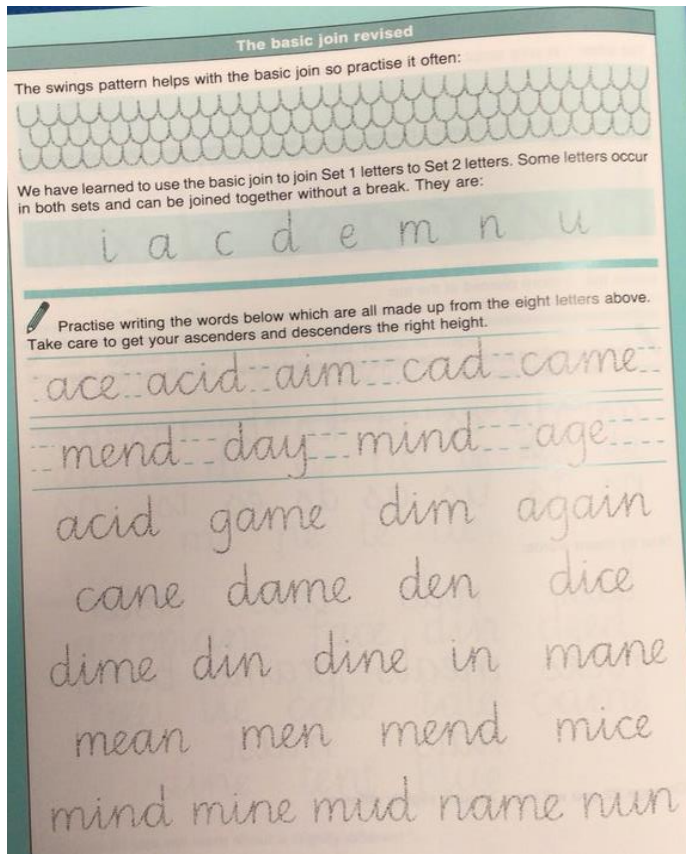 The basic join revised
The swings pattern helps with the basic join so practise it often:
We have learned to use the basic join to join Set 1 letters to Set 2 letters. Some letters occur
in both sets and can be joined together without a break. They are:
i a c d e m n u
Practise writing the words below which are all made up from the eight letters above.
Take care to get your ascenders and descenders the right height.
ace acid aim cad came
mend day mind age
acid game dim again
cane dame den dice
dime din dine in mane
mean men mend mice
mind mine mud name nun